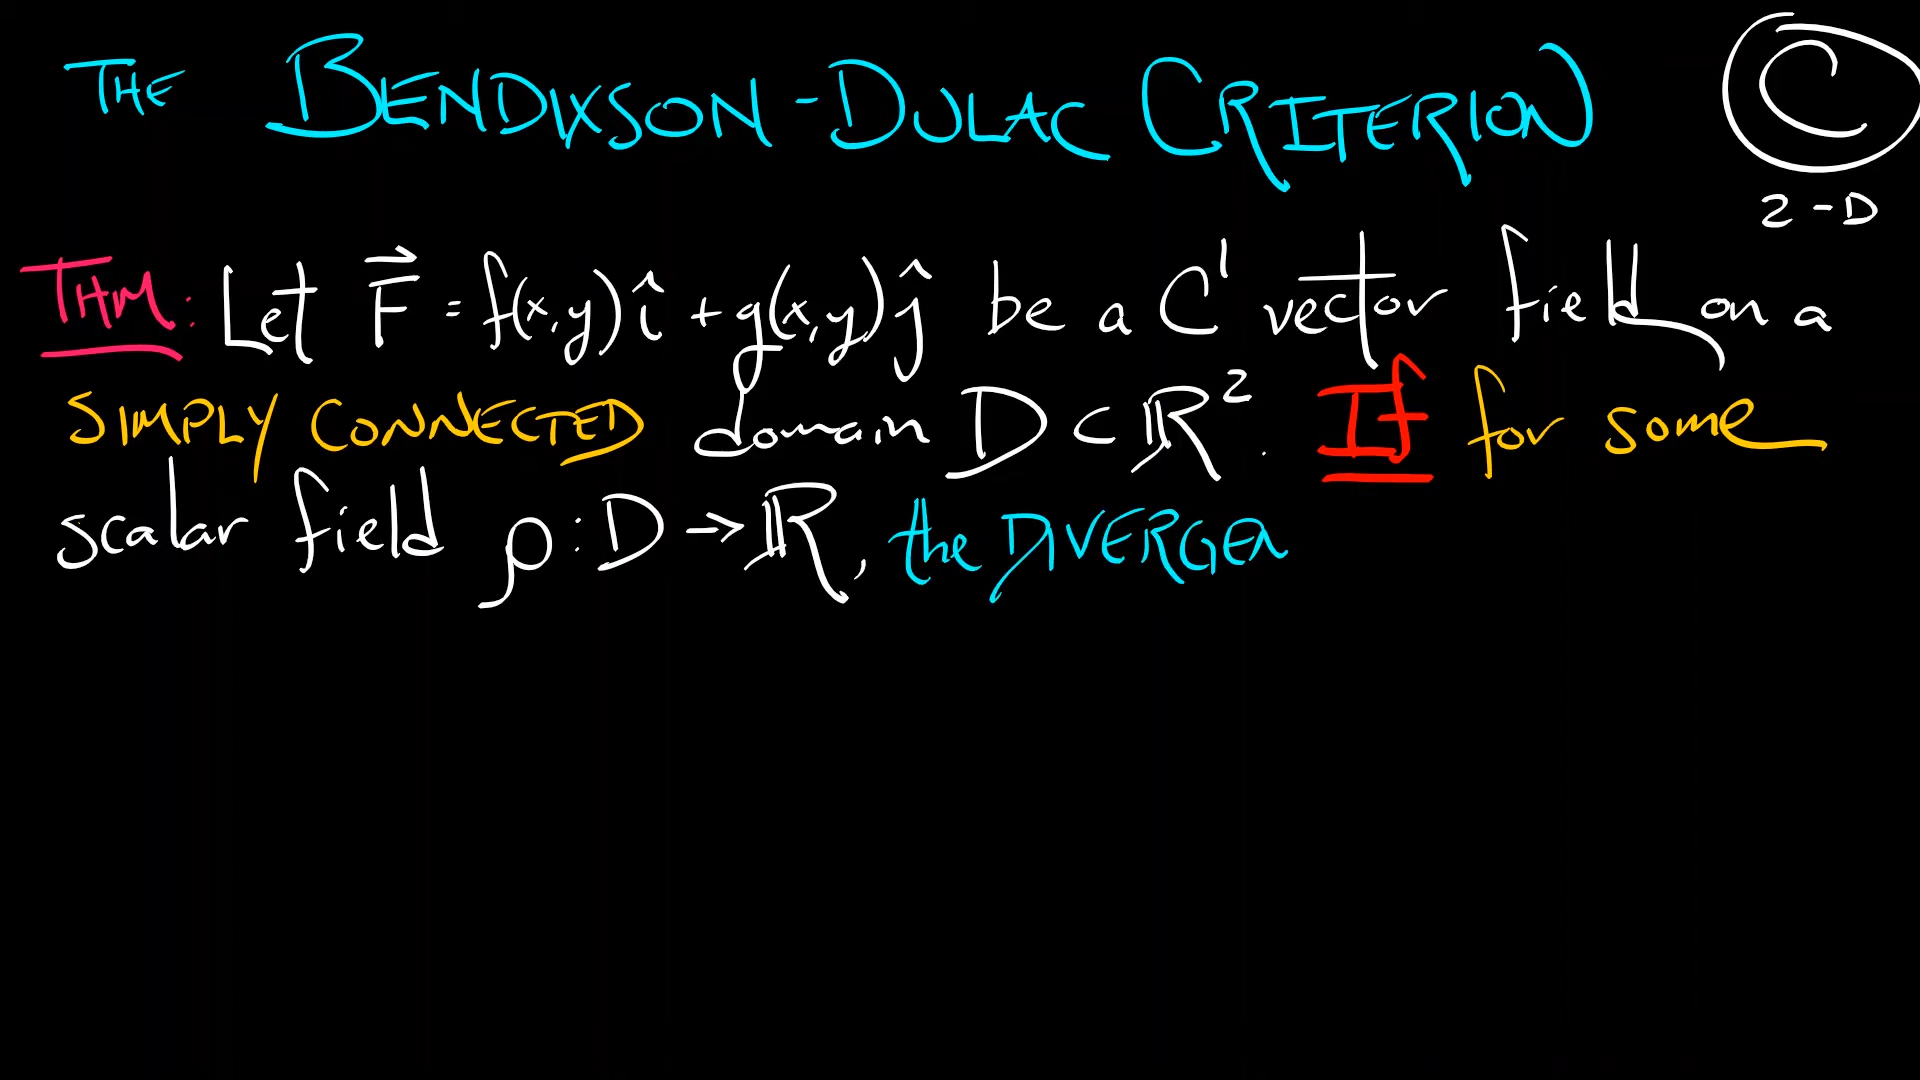 THE BENDIXSON-DULAC CRITERION
C
2-D
THM: Let F⃗ = f(x,y)î + g(x,y)ĵ be a C¹ vector field on a
SIMPLY CONNECTED domain D ⊂ ℝ². If for some
scalar field ρ: D → ℝ, the DIVERGEN